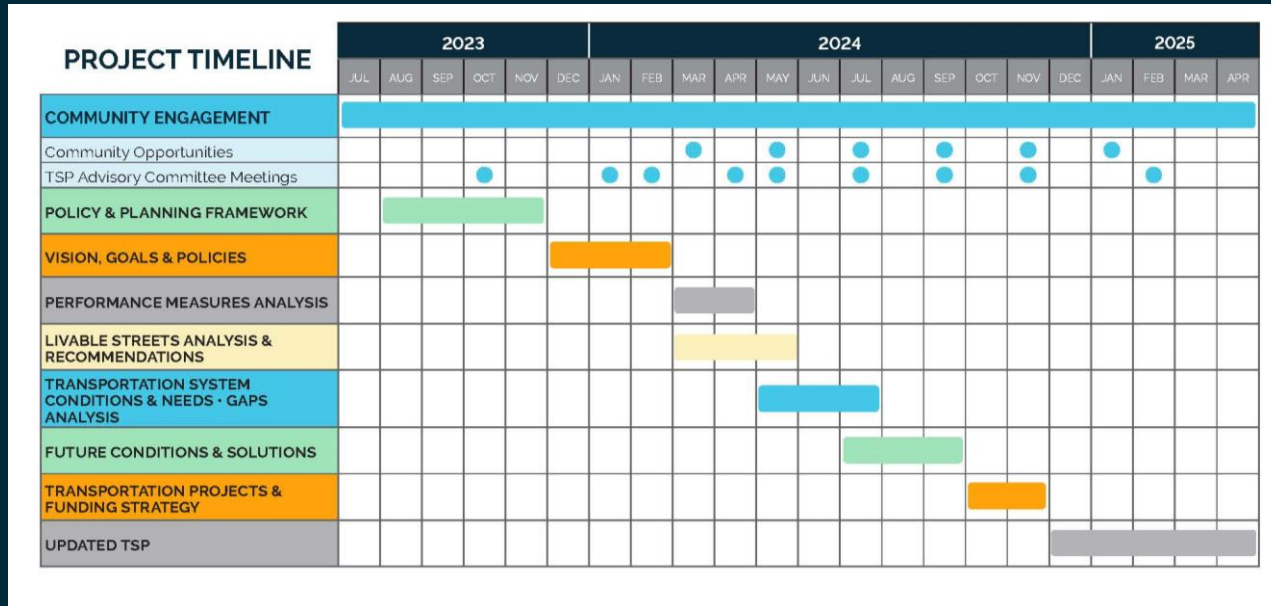 PROJECT TIMELINE
2023 2024 2025
JUL AUG SEP OCT NOV DEC JAN FEB MAR APR MAY JUN JUL AUG SEP OCT NOV DEC JAN FEB MAR APR
COMMUNITY ENGAGEMENT
Community Opportunities
TSP Advisory Committee Meetings
POLICY & PLANNING FRAMEWORK
VISION, GOALS & POLICIES
PERFORMANCE MEASURES ANALYSIS
LIVABLE STREETS ANALYSIS &
RECOMMENDATIONS
TRANSPORTATION SYSTEM
CONDITIONS & NEEDS • GAPS
ANALYSIS
FUTURE CONDITIONS & SOLUTIONS
TRANSPORTATION PROJECTS &
FUNDING STRATEGY
UPDATED TSP